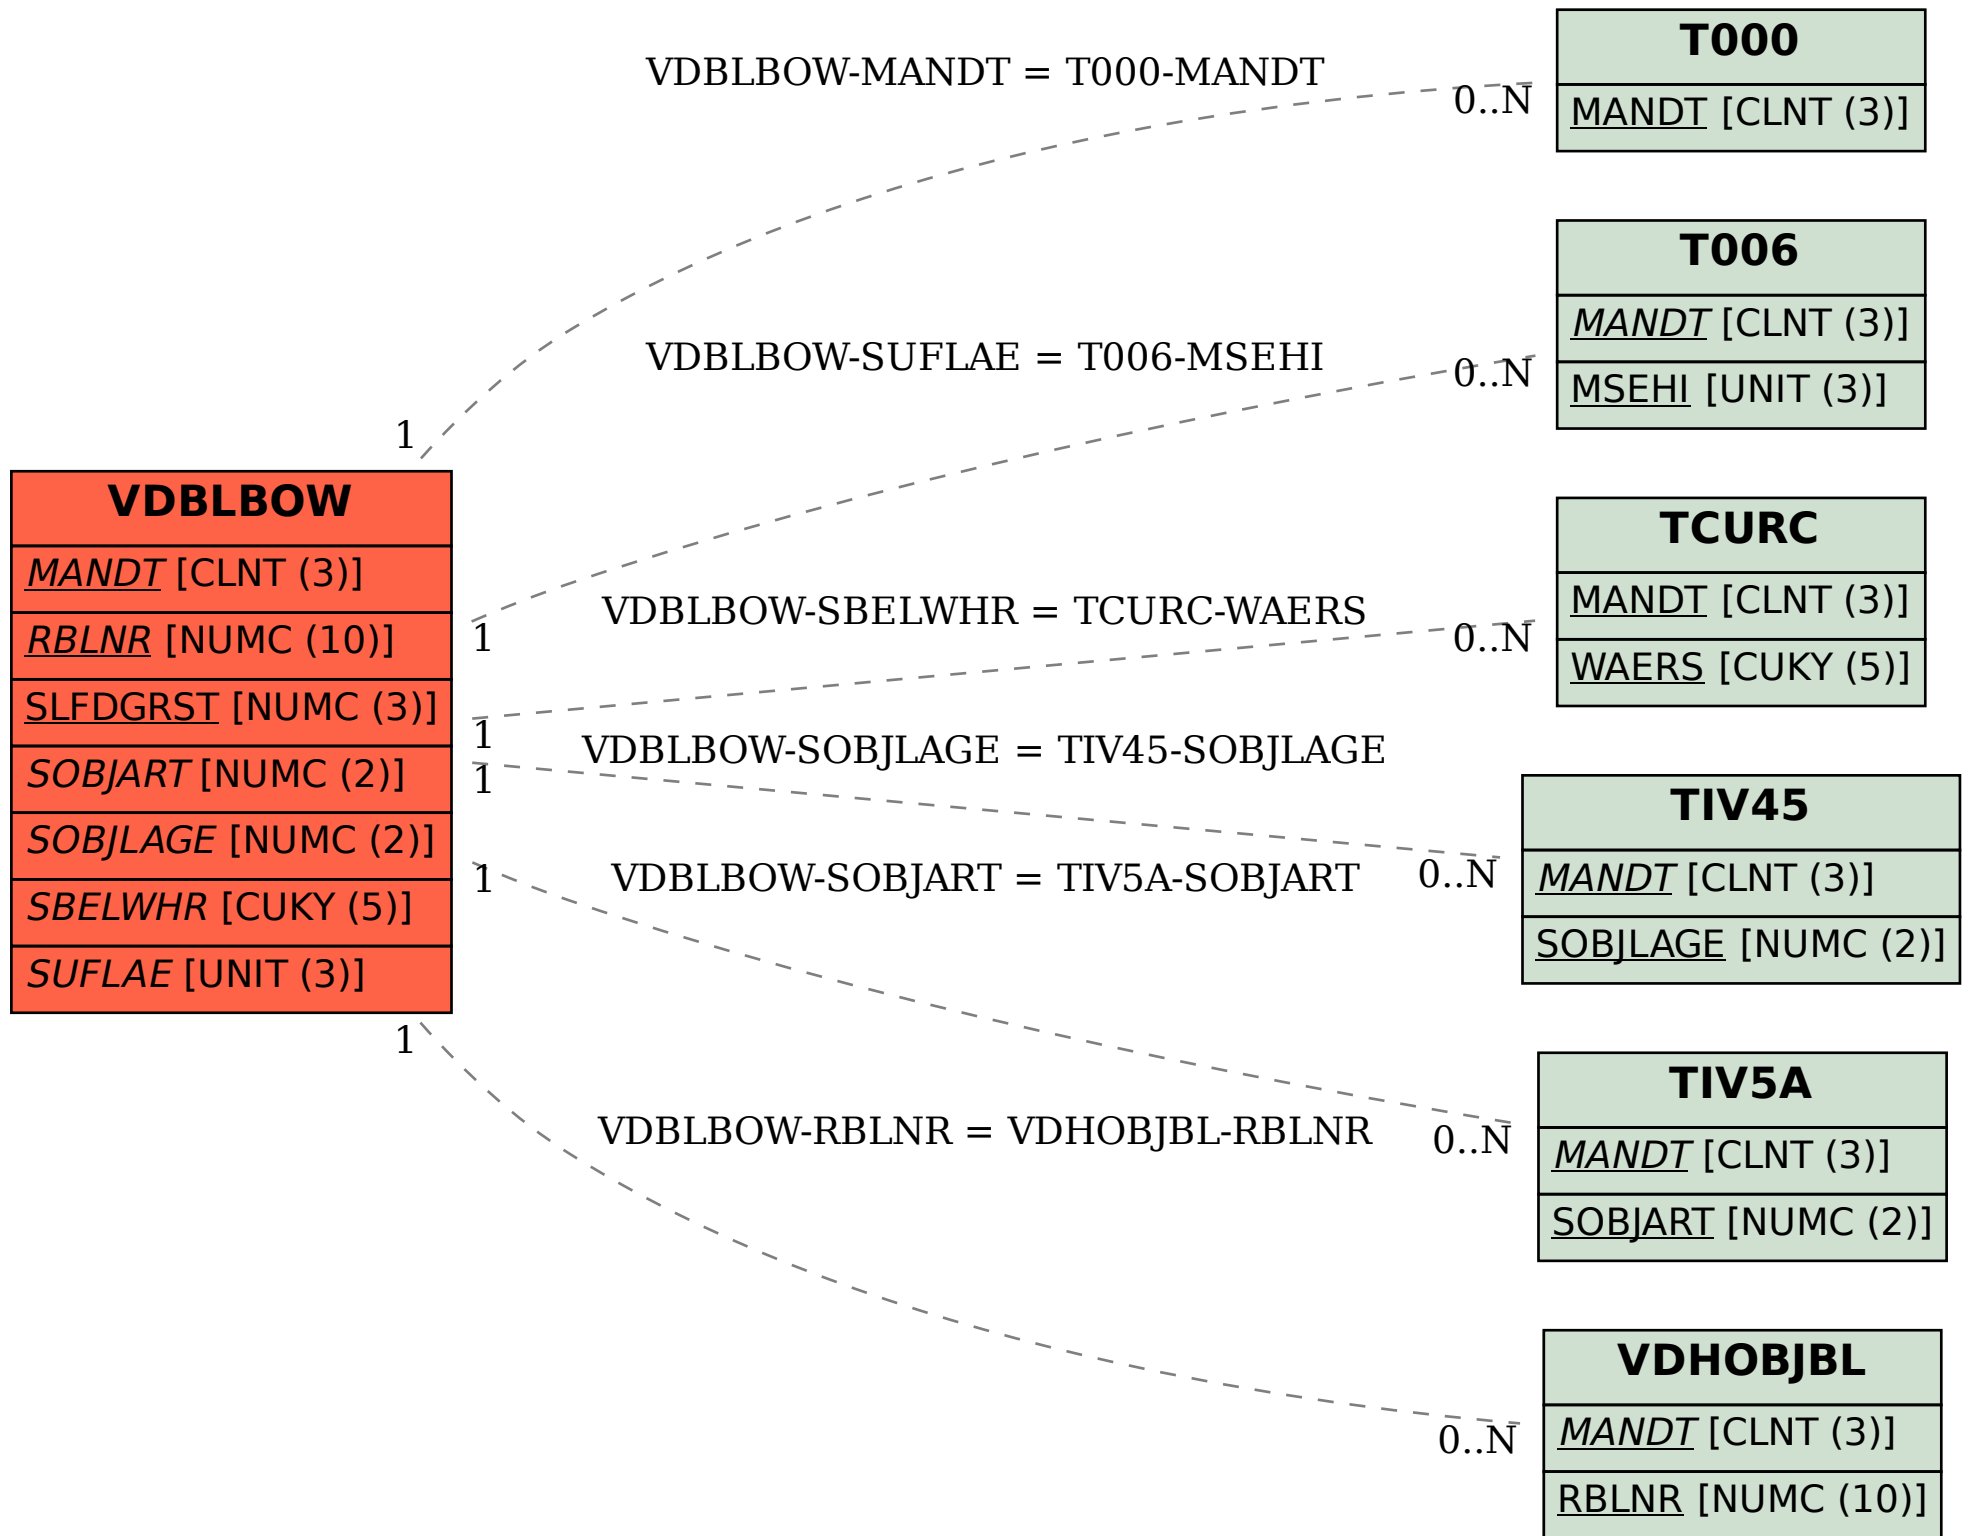 VDBLBOW
MANDT [CLNT (3)]
RBLNR [NUMC (10)]
SLFDGRST [NUMC (3)]
SOBJART [NUMC (2)]
SOBJLAGE [NUMC (2)]
SBELWHR [CUKY (5)]
SUFLAE [UNIT (3)]
VDBLBOW-MANDT = T000-MANDT
1
0..N
VDBLBOW-SUFLAE = T006-MSEHI
1
0..N
VDBLBOW-SBELWHR = TCURC-WAERS
1
0..N
VDBLBOW-SOBJLAGE = TIV45-SOBJLAGE
1
0..N
VDBLBOW-SOBJART = TIV5A-SOBJART
1
0..N
VDBLBOW-RBLNR = VDHOBJBL-RBLNR
1
0..N
T000
MANDT [CLNT (3)]
T006
MANDT [CLNT (3)]
MSEHI [UNIT (3)]
TCURC
MANDT [CLNT (3)]
WAERS [CUKY (5)]
TIV45
MANDT [CLNT (3)]
SOBJLAGE [NUMC (2)]
TIV5A
MANDT [CLNT (3)]
SOBJART [NUMC (2)]
VDHOBJBL
MANDT [CLNT (3)]
RBLNR [NUMC (10)]